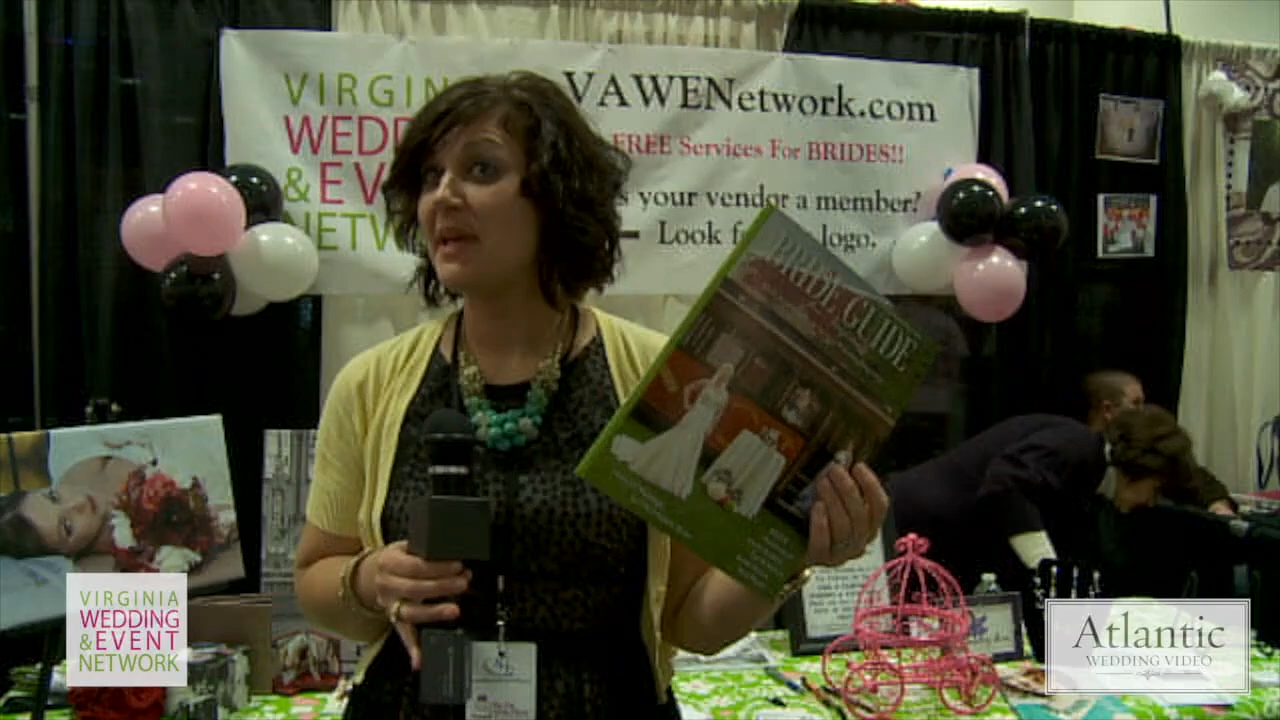 VIRGIN
WEDD
& EV
NETW
VAWENetwork.com
FREE Services For BRIDES!!
s your vendor a member?
Look f logo.
BRIDE GUIDE
VIRGINIA
WEDDING
& EVENT
NETWORK
Atlantic
WEDDING VIDEO